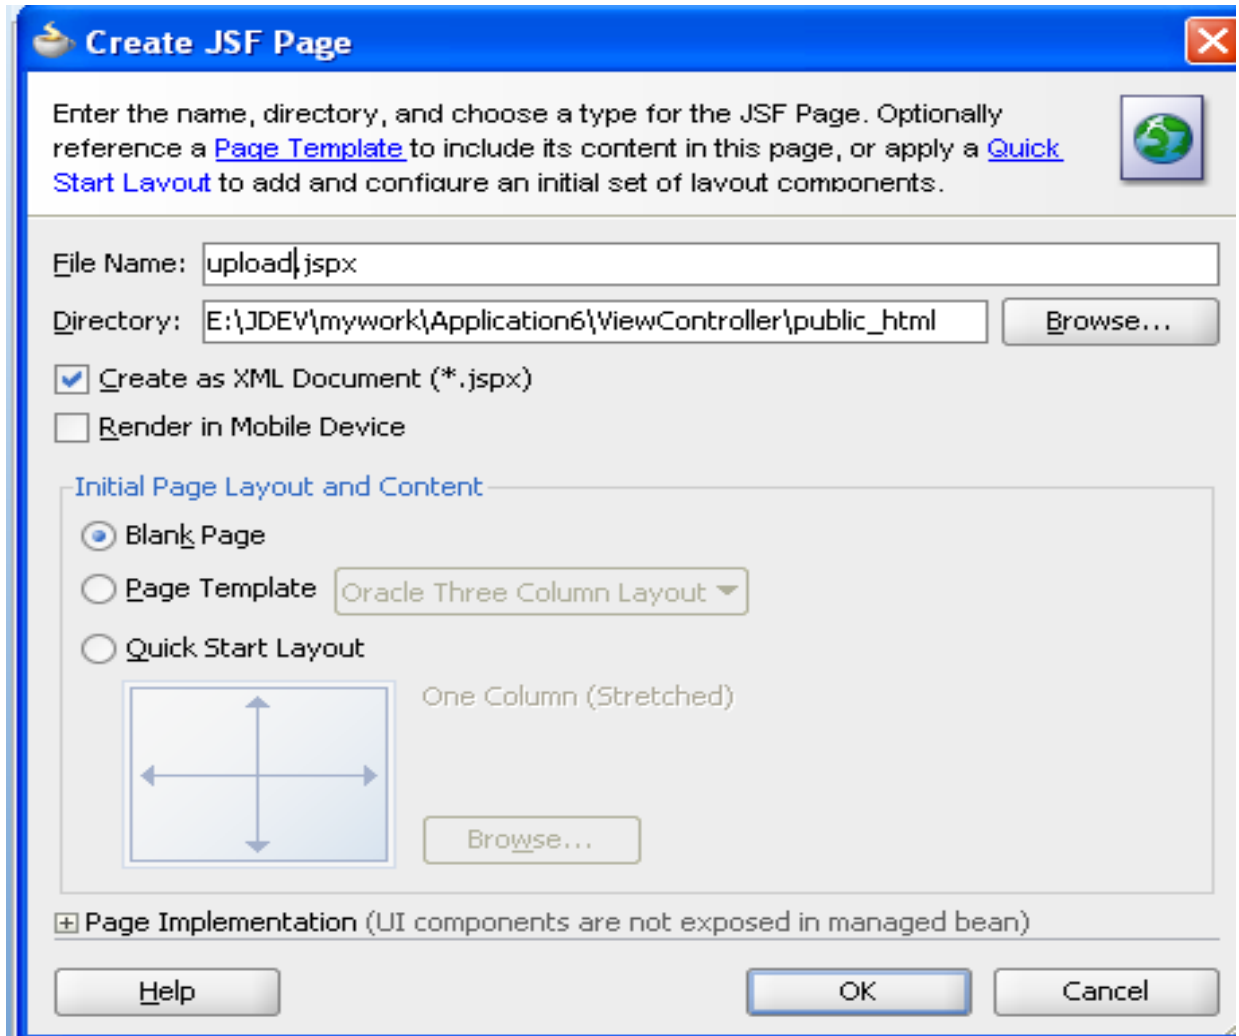 Create JSF Page
Enter the name, directory, and choose a type for the JSF Page. Optionally
reference a Page Template to include its content in this page, or apply a Quick
Start Layout to add and configure an initial set of layout components.
File Name: upload.jspx
Directory: E:\JDEV\mywork\Application6\ViewController\public_html Browse...
Create as XML Document (*.jspx)
Render in Mobile Device
Initial Page Layout and Content
Blank Page
Page Template Oracle Three Column Layout
Quick Start Layout
One Column (Stretched)
Browse...
Page Implementation (UI components are not exposed in managed bean)
Help OK Cancel